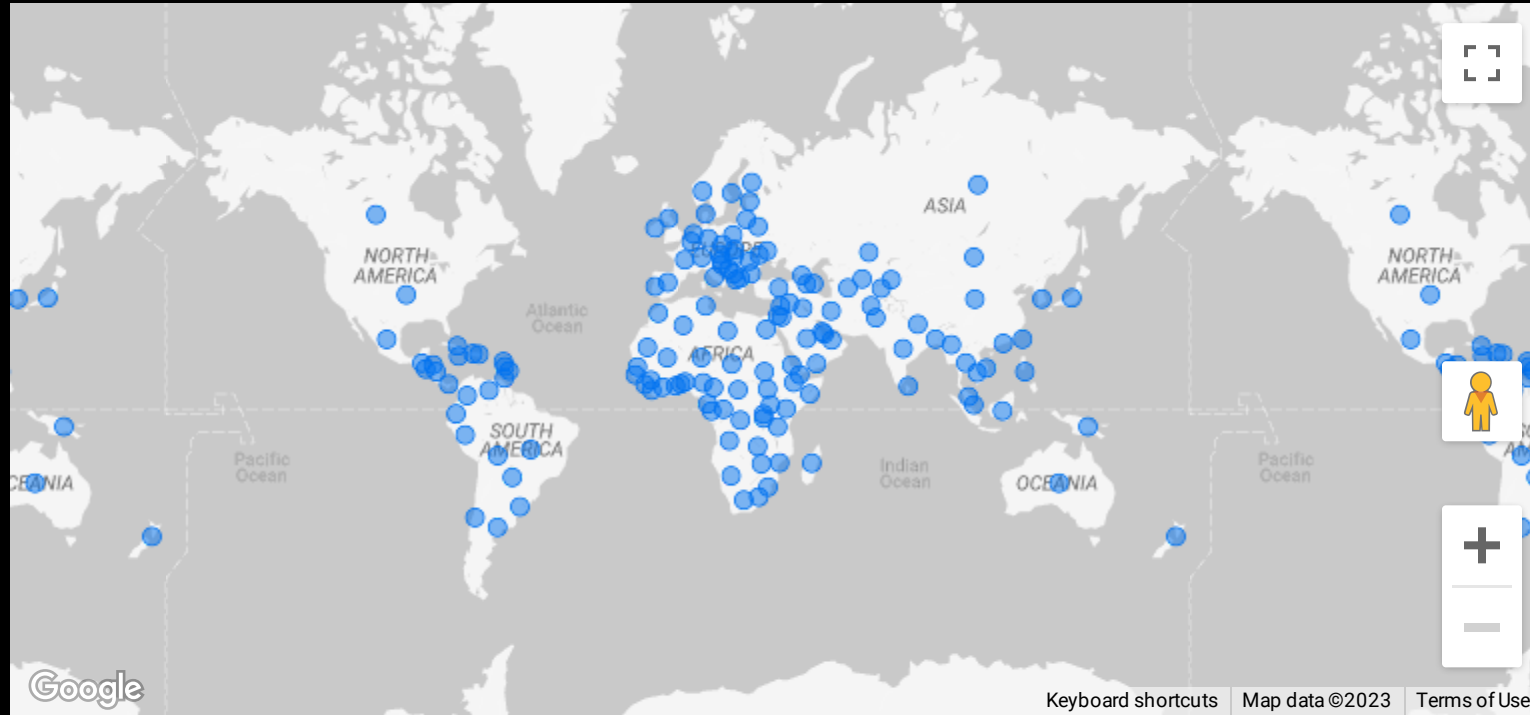 ASIA
NORTH
AMERICA
EUROPE
NORTH
AMERICA
Atlantic
Ocean
AFRICA
SOUTH
AMERICA
Pacific
Ocean
Indian
Ocean
CEANIA
OCEANIA
Pacific
Ocean
Google
Keyboard shortcuts
Map data ©2023
Terms of Use